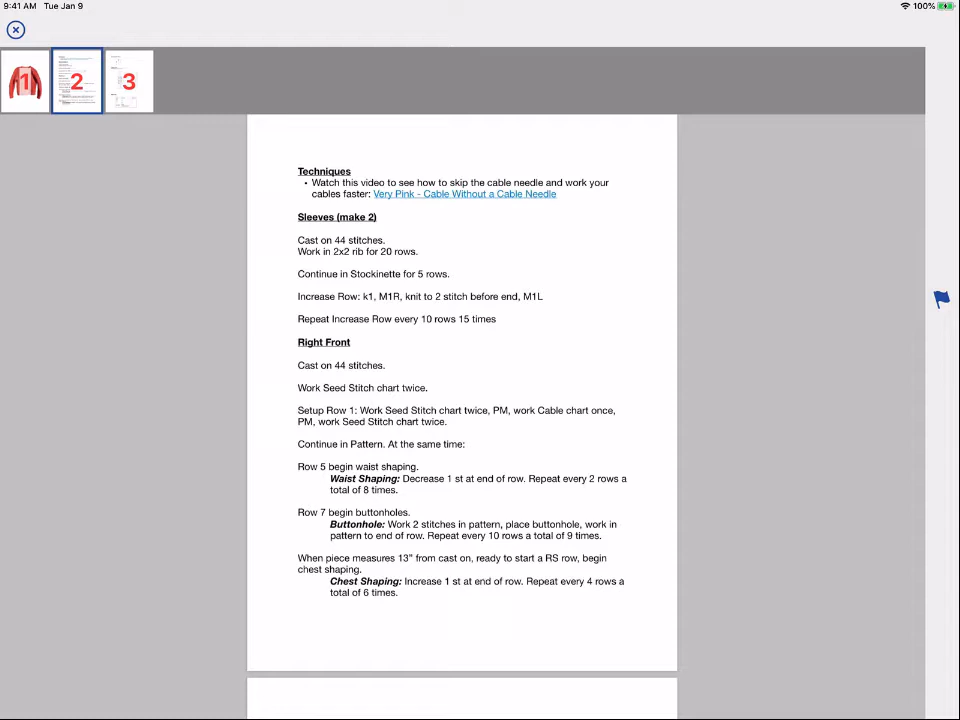 9:41 AM Tue Jan 9
100%
1
2
3
Techniques
• Watch this video to see how to skip the cable needle and work your
cables faster: Very Pink - Cable Without a Cable Needle
Sleeves (make 2)
Cast on 44 stitches.
Work in 2x2 rib for 20 rows.
Continue in Stockinette for 5 rows.
Increase Row: k1, M1R, knit to 2 stitch before end, M1L
Repeat Increase Row every 10 rows 15 times
Right Front
Cast on 44 stitches.
Work Seed Stitch chart twice.
Setup Row 1: Work Seed Stitch chart twice, PM, work Cable chart once,
PM, work Seed Stitch chart twice.
Continue in Pattern. At the same time:
Row 5 begin waist shaping.
Waist Shaping: Decrease 1 st at end of row. Repeat every 2 rows a
total of 8 times.
Row 7 begin buttonholes.
Buttonhole: Work 2 stitches in pattern, place buttonhole, work in
pattern to end of row. Repeat every 10 rows a total of 9 times.
When piece measures 13” from cast on, ready to start a RS row, begin
chest shaping.
Chest Shaping: Increase 1 st at end of row. Repeat every 4 rows a
total of 6 times.